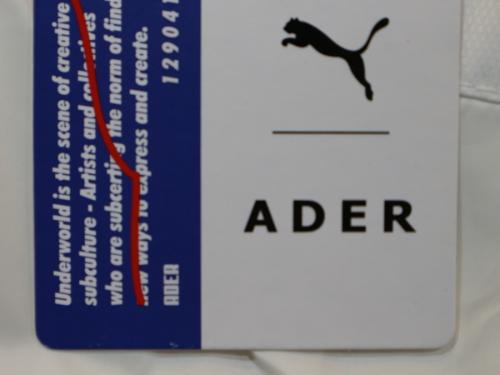 Underworld is the scene of creative
subculture - Artists and collectives
who are subcerting the norm of find
new ways to express and create.
ADER
12904
ADER